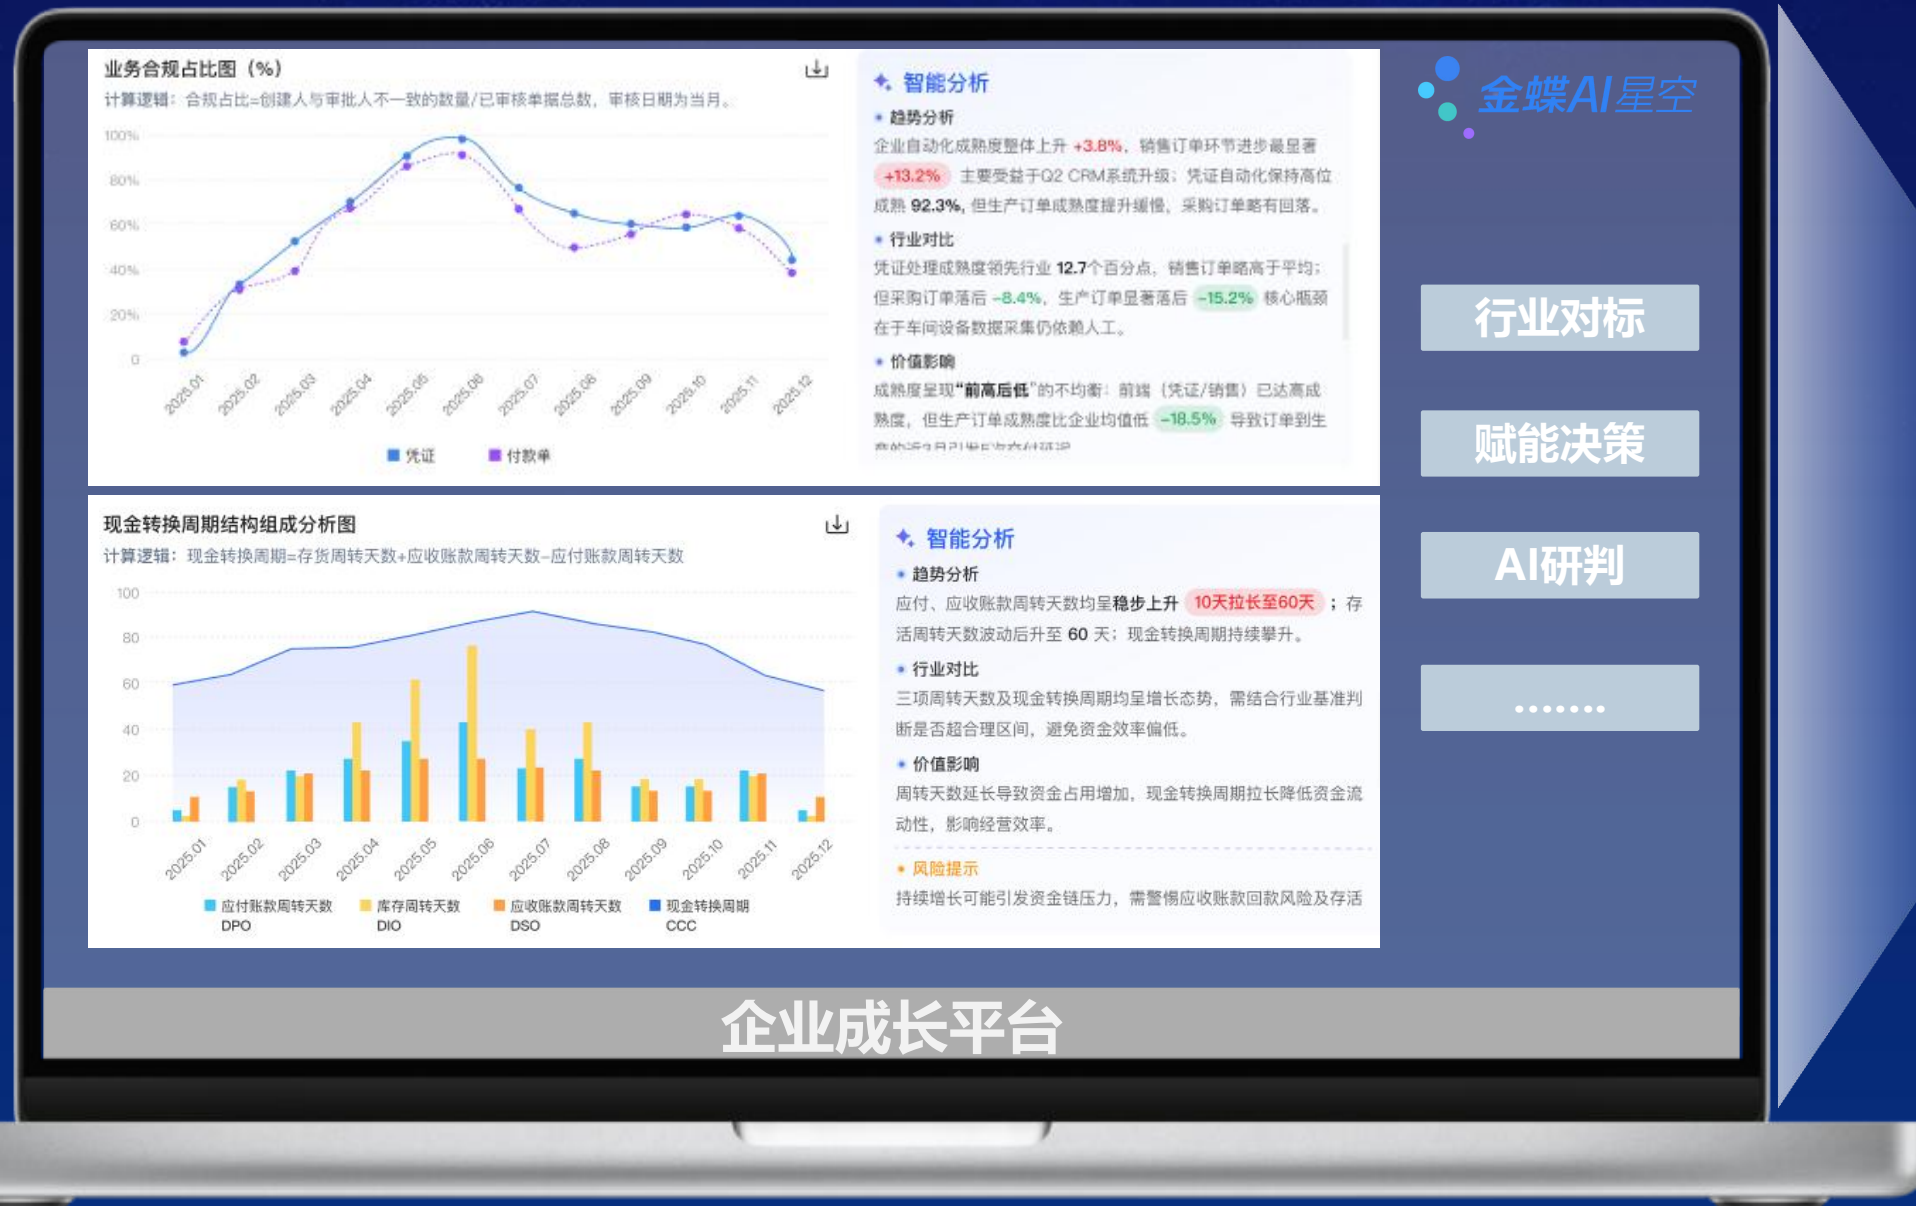 业务合规占比图（%）
计算逻辑：合规占比=创建人与审批人不一致的数量/已审核单据总数，审核日期为当月。
100%
80%
60%
40%
20%
0
2025.01
2025.02
2025.03
2025.04
2025.05
2025.06
2025.07
2025.08
2025.09
2025.10
2025.11
2025.12
凭证
付款单
智能分析
趋势分析
企业自动化成熟度整体上升 +3.8%，销售订单环节进步最显著
+13.2% 主要受益于Q2 CRM系统升级；凭证自动化保持高位
成熟 92.3%, 但生产订单成熟度提升缓慢，采购订单略有回落。
行业对比
凭证处理成熟度领先行业 12.7个百分点，销售订单略高于平均；
但采购订单落后 -8.4%，生产订单显著落后 -15.2% 核心瓶颈
在于车间设备数据采集仍依赖人工。
价值影响
成熟度呈现“前高后低”的不均衡：前端（凭证/销售）已达高成
熟度，但生产订单成熟度比企业均值低 -18.5% 导致订单到生
金蝶AI星空
行业对标
赋能决策
AI研判
.......
现金转换周期结构组成分析图
计算逻辑：现金转换周期=存货周转天数+应收账款周转天数-应付账款周转天数
100
80
60
40
20
0
2025.01
2025.02
2025.03
2025.04
2025.05
2025.06
2025.07
2025.08
2025.09
2025.10
2025.11
2025.12
应付账款周转天数
DPO
库存周转天数
DIO
应收账款周转天数
DSO
现金转换周期
CCC
智能分析
趋势分析
应付、应收账款周转天数均呈稳步上升 10天拉长至60天 ；存
活周转天数波动后升至 60 天；现金转换周期持续攀升。
行业对比
三项周转天数及现金转换周期均呈增长态势，需结合行业基准判
断是否超合理区间，避免资金效率偏低。
价值影响
周转天数延长导致资金占用增加，现金转换周期拉长降低资金流
动性，影响经营效率。
风险提示
持续增长可能引发资金链压力，需警惕应收账款回款风险及存活
企业成长平台